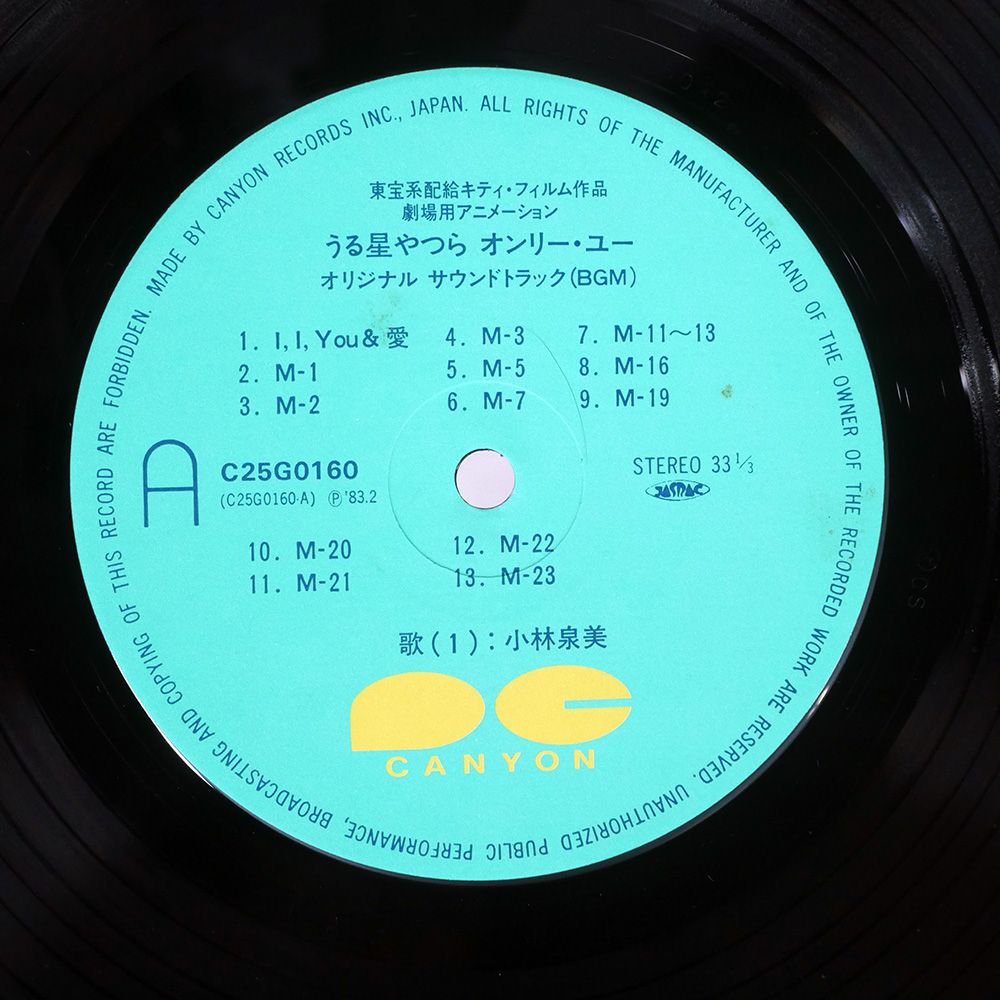 MADE BY CANYON RECORDS INC., JAPAN. ALL RIGHTS OF THE MANUFACTURER AND OF THE OWNER OF THE RECORDED WORK ARE RESERVED. UNAUTHORIZED PUBLIC PERFORMANCE, BROADCASTING AND COPYING OF THIS RECORD ARE FORBIDDEN.
東宝系配給キティ・フィルム作品
劇場用アニメーション
うる星やつら オンリー・ユー
オリジナル サウンドトラック(BGM)
1. I, I, You & 愛
2. M-1
3. M-2
4. M-3
5. M-5
6. M-7
7. M-11〜13
8. M-16
9. M-19
A
C25G0160
(C25G0160-A) Ⓟ '83.2
STEREO 33 1/3
JASRAC
10. M-20
11. M-21
12. M-22
13. M-23
歌(1):小林泉美
CANYON